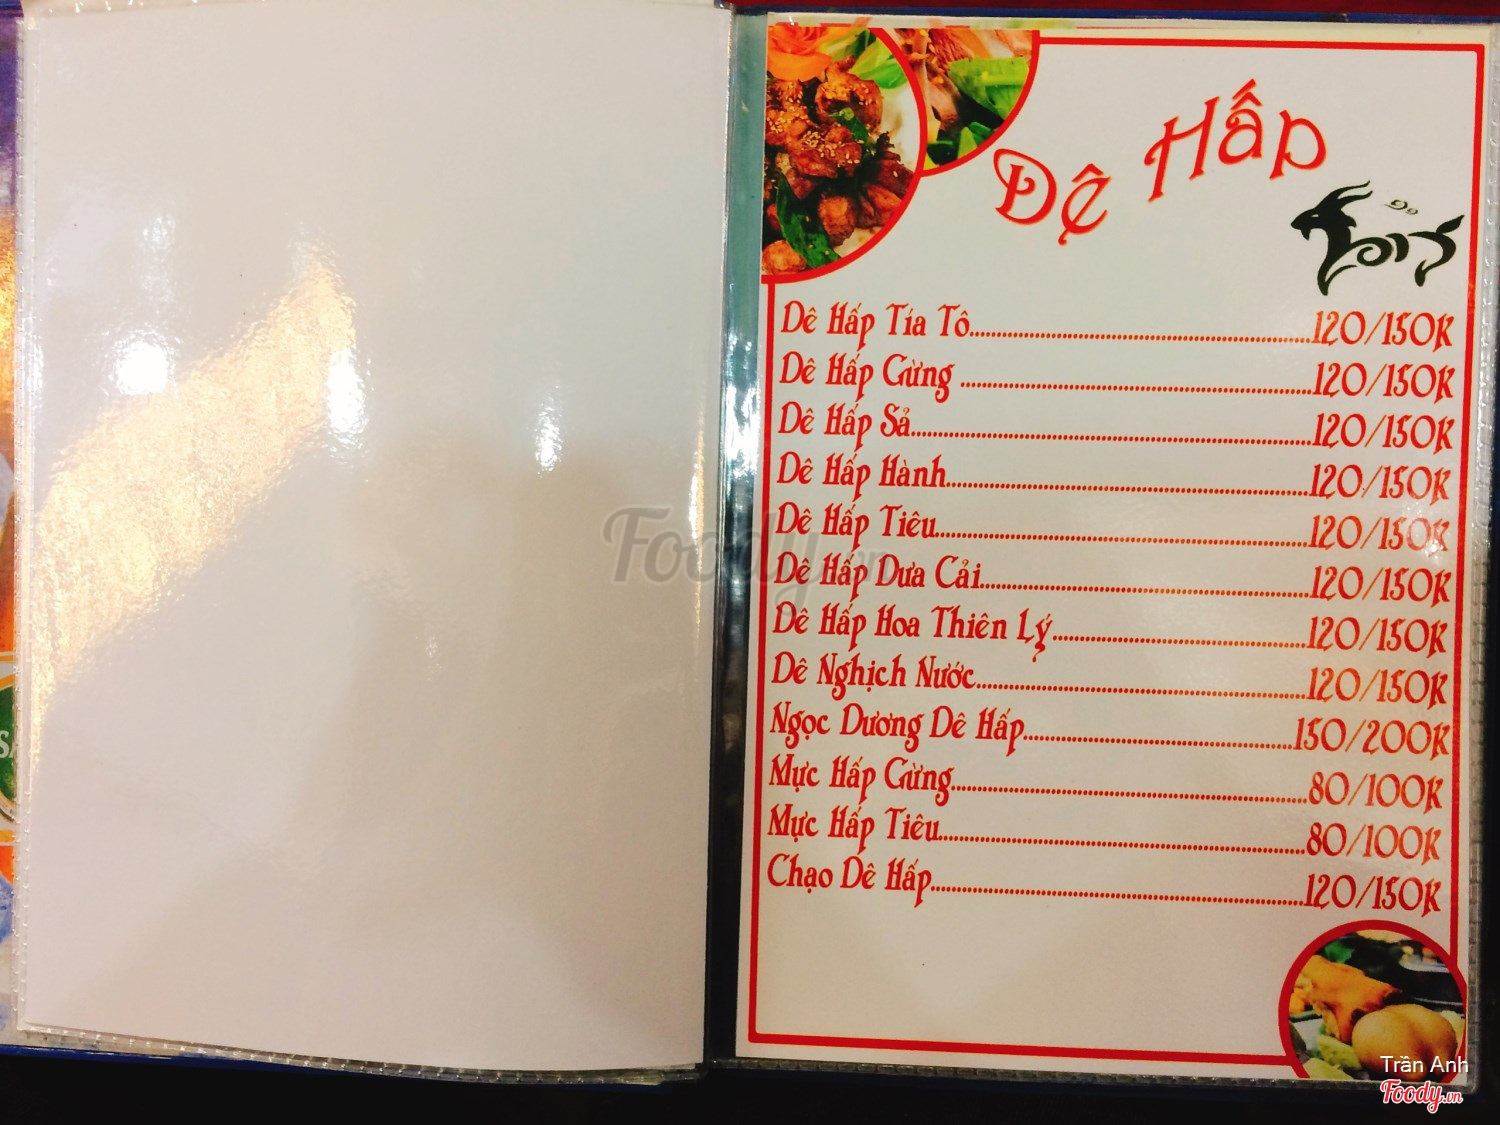 Dê Hấp
Dê Hấp Tía Tô 120/150K
Dê Hấp Gừng 120/150K
Dê Hấp Sả 120/150K
Dê Hấp Hành 120/150K
Dê Hấp Tiêu 120/150K
Dê Hấp Dưa Cải 120/150K
Dê Hấp Hoa Thiên Lý 120/150K
Dê Nghịch Nước 120/150K
Ngọc Dương Dê Hấp 150/200K
Mực Hấp Gừng 80/100K
Mực Hấp Tiêu 80/100K
Chạo Dê Hấp 120/150K
Foody.vn
Trần Anh
Foody.vn